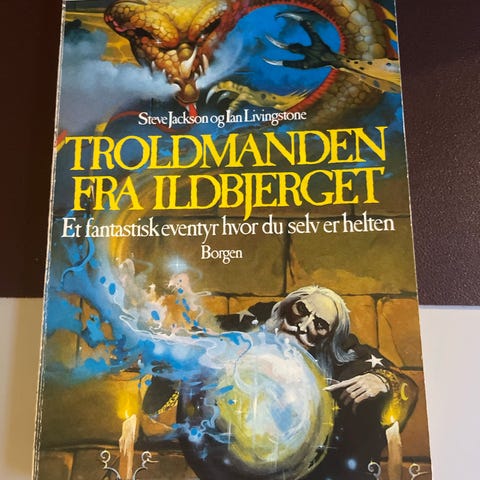 Steve Jackson og Ian Livingstone
TROLDMANDEN
FRA ILDBJERGET
Et fantastisk eventyr hvor du selv er helten
Borgen